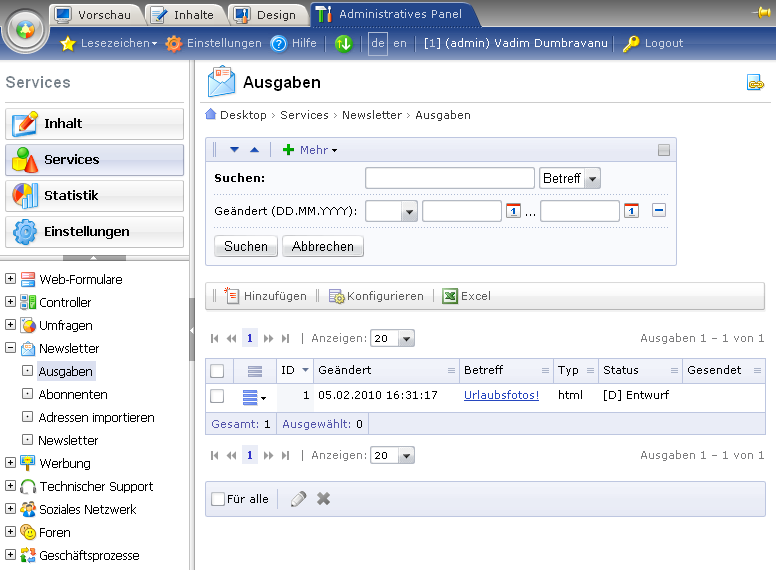 Vorschau Inhalte Design Administratives Panel
Lesezeichen Einstellungen Hilfe de en [1] (admin) Vadim Dumbravanu Logout
Services
Inhalt
Services
Statistik
Einstellungen
Web-Formulare
Controller
Umfragen
Newsletter
Ausgaben
Abonnenten
Adressen importieren
Newsletter
Werbung
Technischer Support
Soziales Netzwerk
Foren
Geschäftsprozesse
Ausgaben
Desktop › Services › Newsletter › Ausgaben
Mehr
Suchen: Betreff
Geändert (DD.MM.YYYY): 1 ... 1
Suchen Abbrechen
Hinzufügen Konfigurieren Excel
1 | Anzeigen: 20 Ausgaben 1 – 1 von 1
ID Geändert Betreff Typ Status Gesendet
1 05.02.2010 16:31:17 Urlaubsfotos! html [D] Entwurf
Gesamt: 1 Ausgewählt: 0
1 | Anzeigen: 20 Ausgaben 1 – 1 von 1
Für alle